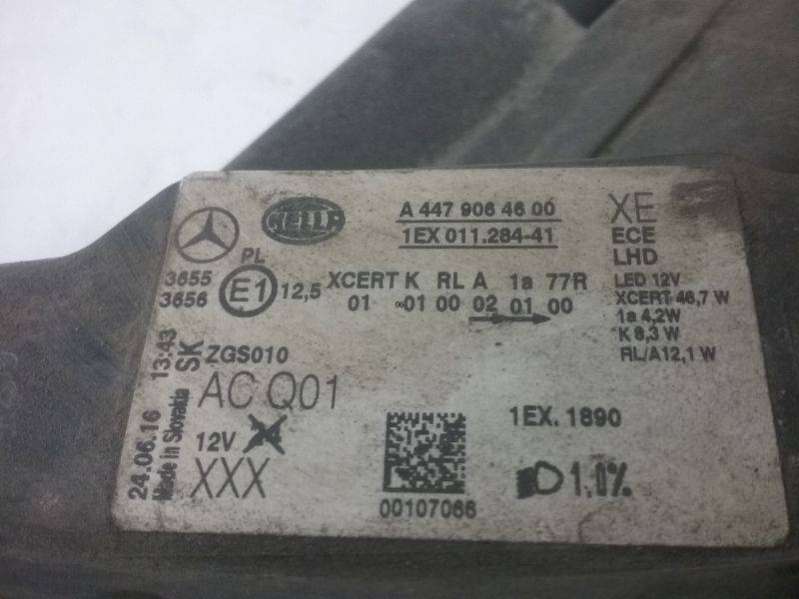 HELLA
A 447 906 46 00
1EX 011.284-41
XE
ECE
LHD
LED 12V
XCERT 46,7 W
1a 4,2W
K 8,3 W
RL/A12,1 W
PL
3655
3656
E1
12,5
XCERT K RL A 1a 77R
01 01 00 02 01 00
ZGS010
SK
AC Q01
12V
XXX
24.06.16 13:43
Made in Slovakia
00107066
1EX. 1890
1,0%